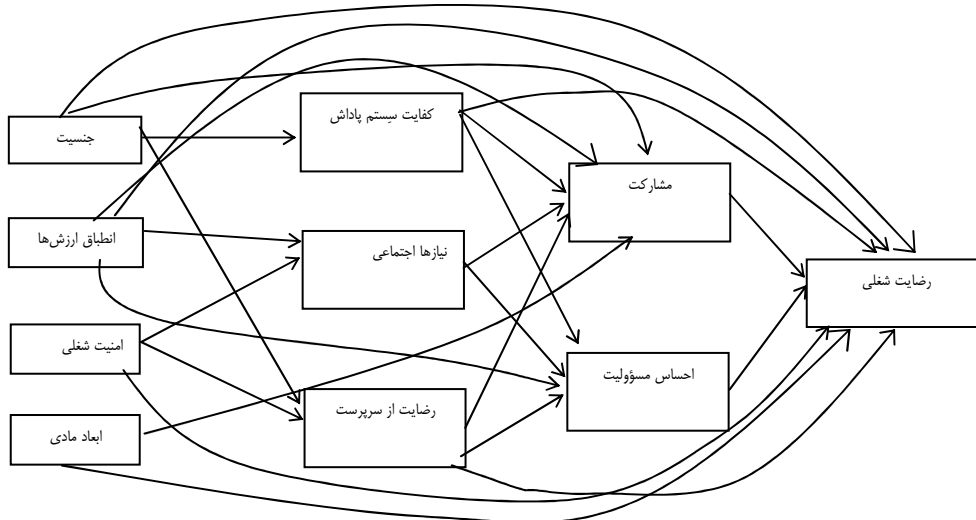 جنسیت
انطباق ارزش‌ها
امنیت شغلی
ابعاد مادی
کفایت سیستم پاداش
نیازها اجتماعی
رضایت از سرپرست
مشارکت
احساس مسؤولیت
رضایت شغلی